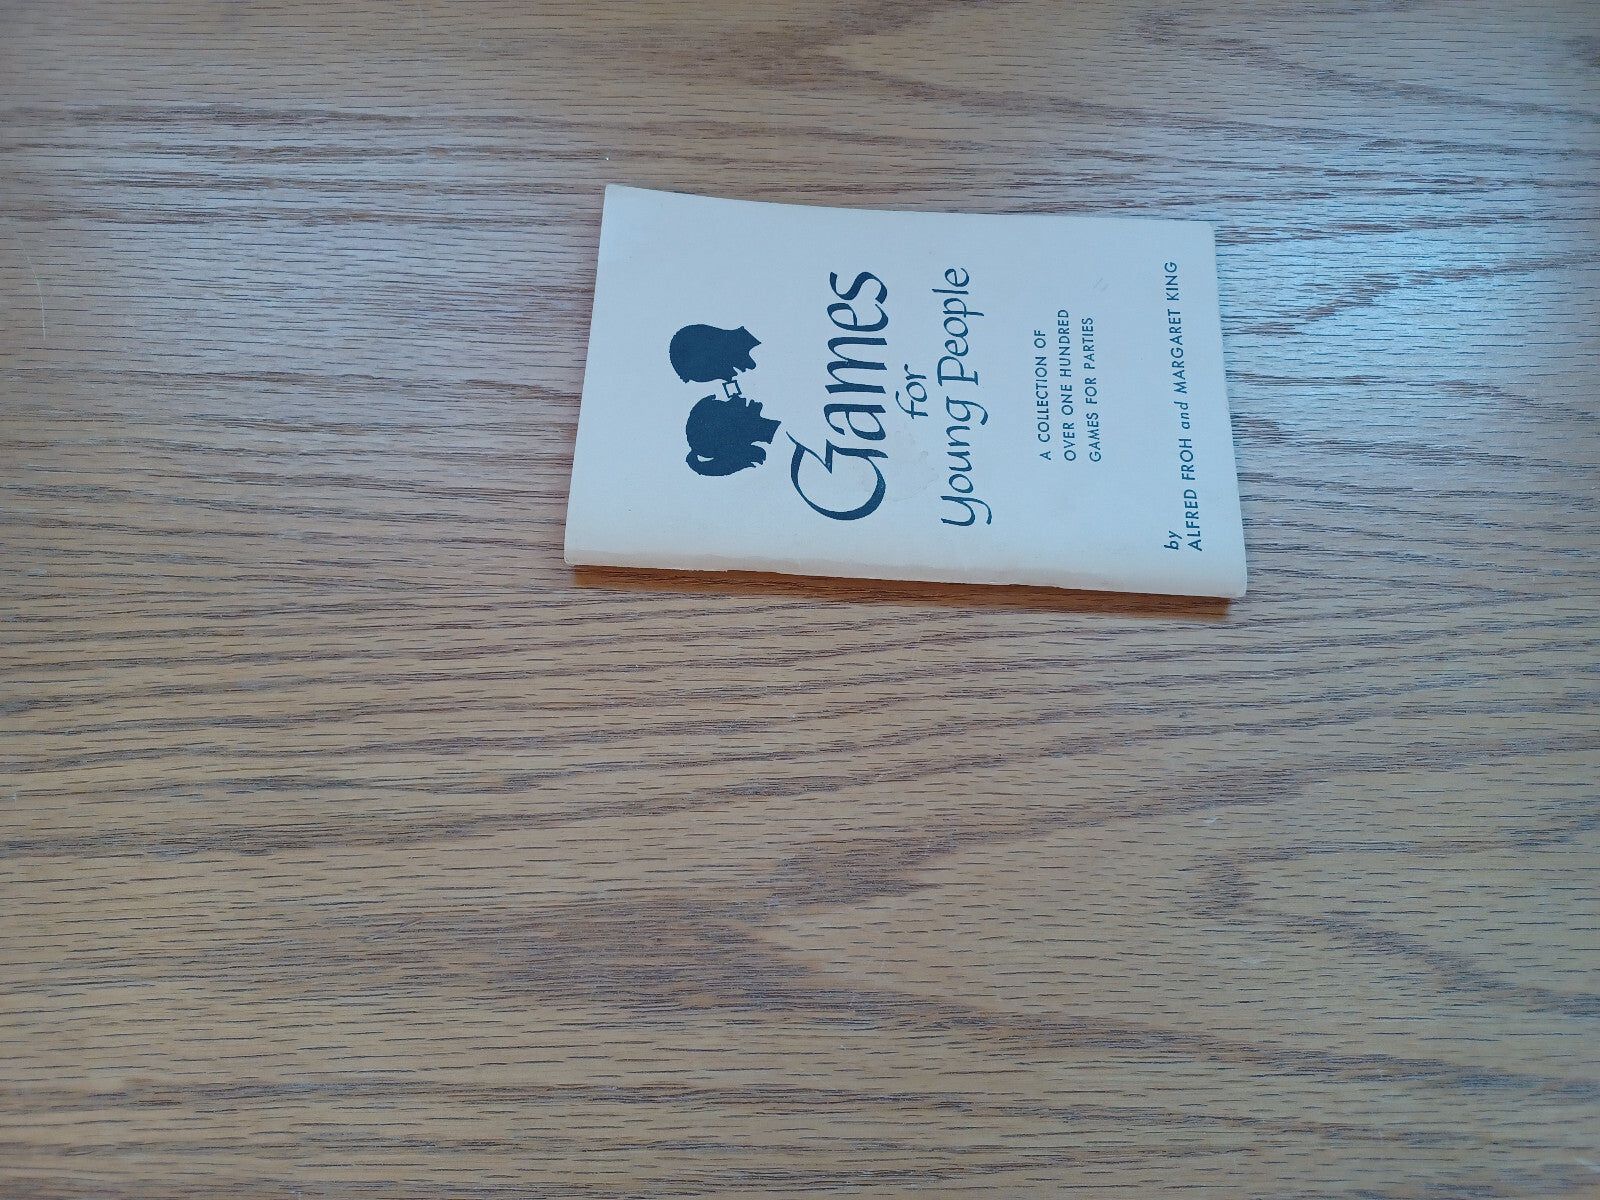 Games
for
Young People
A COLLECTION OF
OVER ONE HUNDRED
GAMES FOR PARTIES
by
ALFRED FROH and MARGARET KING